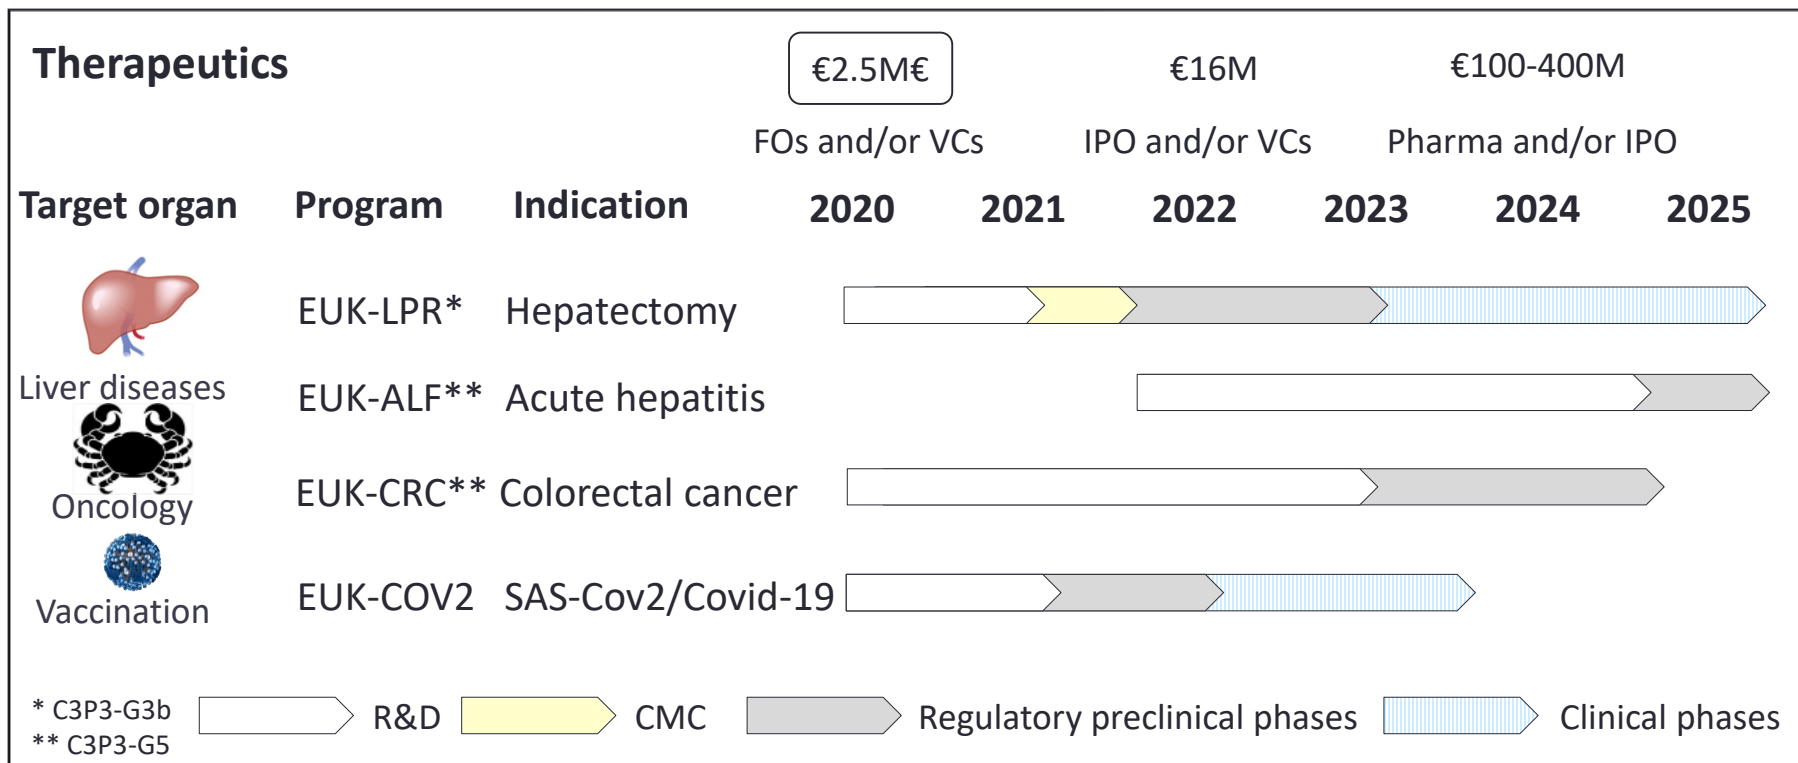 Therapeutics
€2.5M€ €16M €100-400M
FOs and/or VCs IPO and/or VCs Pharma and/or IPO
Target organ Program Indication 2020 2021 2022 2023 2024 2025
EUK-LPR* Hepatectomy
Liver diseases
EUK-ALF** Acute hepatitis
EUK-CRC** Colorectal cancer
Oncology
EUK-COV2 SAS-Cov2/Covid-19
Vaccination
* C3P3-G3b
** C3P3-G5
R&D CMC Regulatory preclinical phases Clinical phases